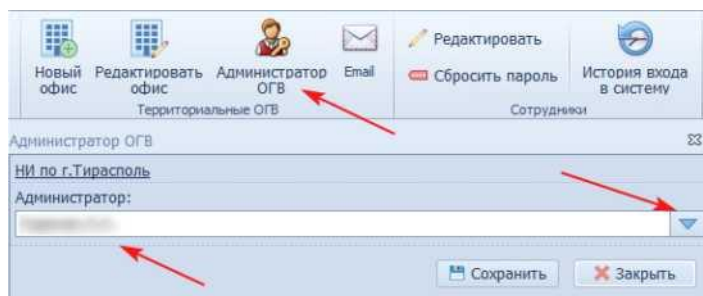 Новый офис
Редактировать офис
Администратор ОГВ
Email
Территориальные ОГВ
Редактировать
Сбросить пароль
История входа в систему
Сотрудники
Администратор ОГВ
НИ по г.Тирасполь
Администратор:
Сохранить
Закрыть